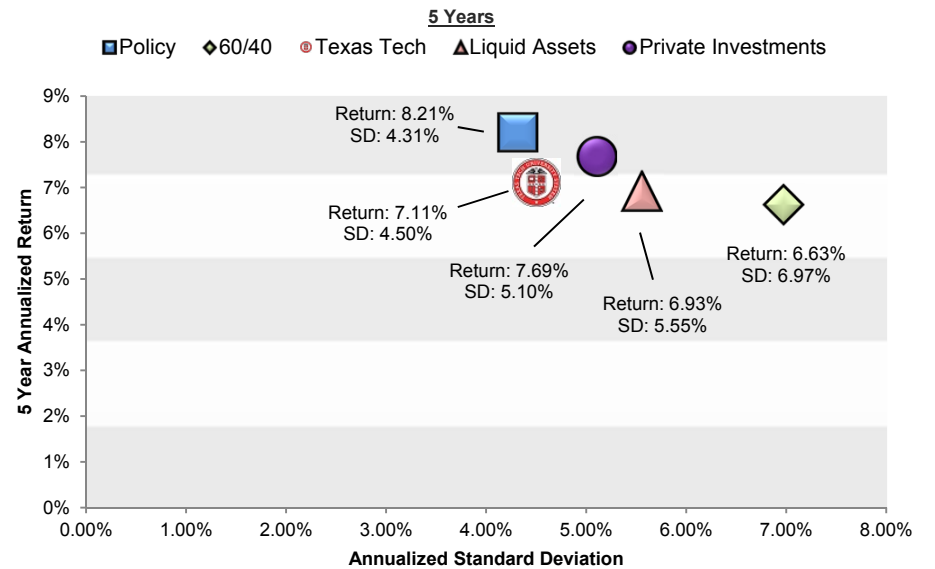 5 Years
Policy 60/40 Texas Tech Liquid Assets Private Investments
9%
8%
7%
6%
5%
4%
3%
2%
1%
0%
5 Year Annualized Return
Return: 8.21%
SD: 4.31%
Return: 7.11%
SD: 4.50%
Return: 7.69%
SD: 5.10%
Return: 6.93%
SD: 5.55%
Return: 6.63%
SD: 6.97%
0.00% 1.00% 2.00% 3.00% 4.00% 5.00% 6.00% 7.00% 8.00%
Annualized Standard Deviation